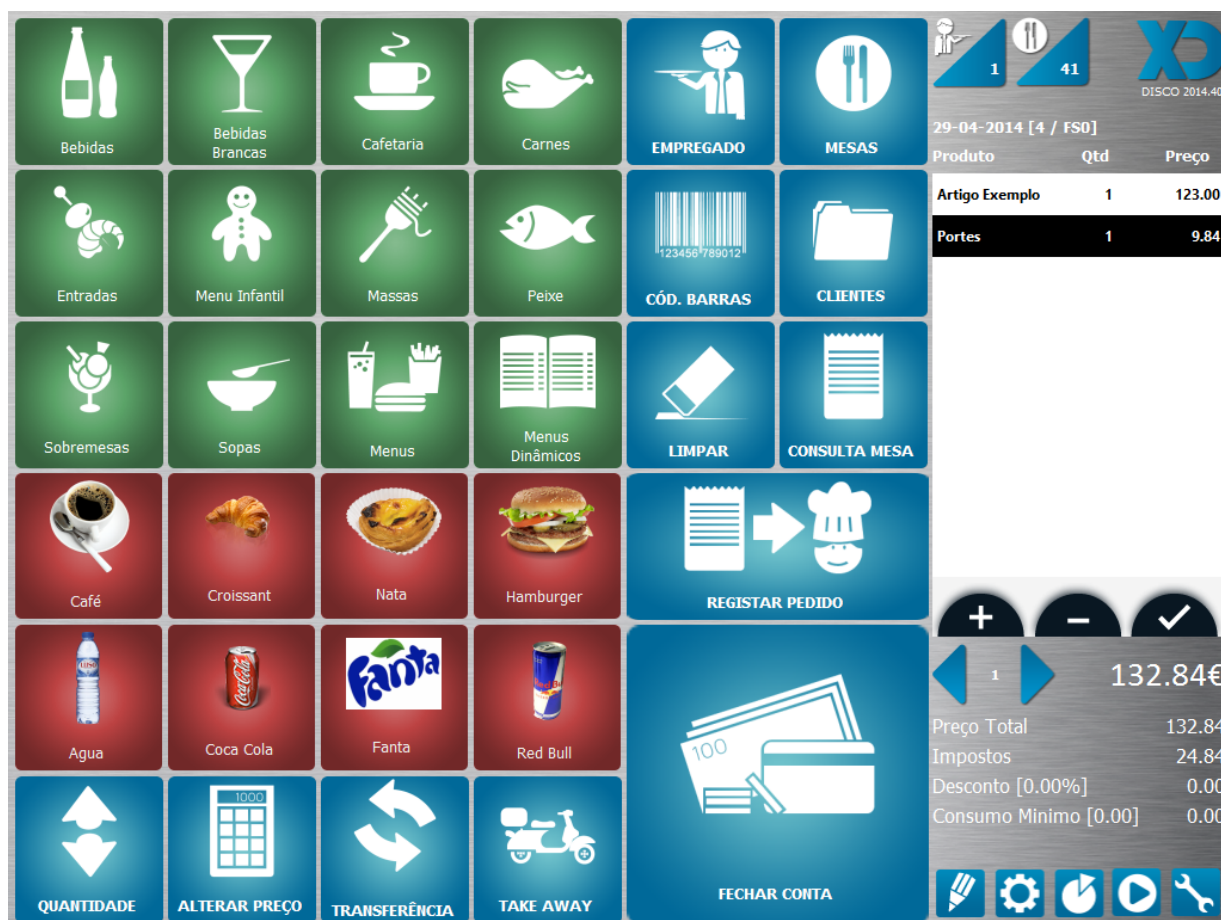 Bebidas
Bebidas
Brancas
Cafetaria
Carnes
EMPREGADO
MESAS
Entradas
Menu Infantil
Massas
Peixe
123456 789012
CÓD. BARRAS
CLIENTES
Sobremesas
Sopas
Menus
Menus
Dinâmicos
LIMPAR
CONSULTA MESA
Café
Croissant
Nata
Hamburger
REGISTAR PEDIDO
Coca-Cola
Fanta
Agua
Coca Cola
Fanta
Red Bull
100
FECHAR CONTA
QUANTIDADE
1000
ALTERAR PREÇO
TRANSFERÊNCIA
TAKE AWAY
1
41
XD
DISCO 2014.40
29-04-2014 [4 / FS0]
Produto Qtd Preço
Artigo Exemplo 1 123.00
Portes 1 9.84
1
132.84€
Preço Total 132.84
Impostos 24.84
Desconto [0.00%] 0.00
Consumo Minimo [0.00] 0.00